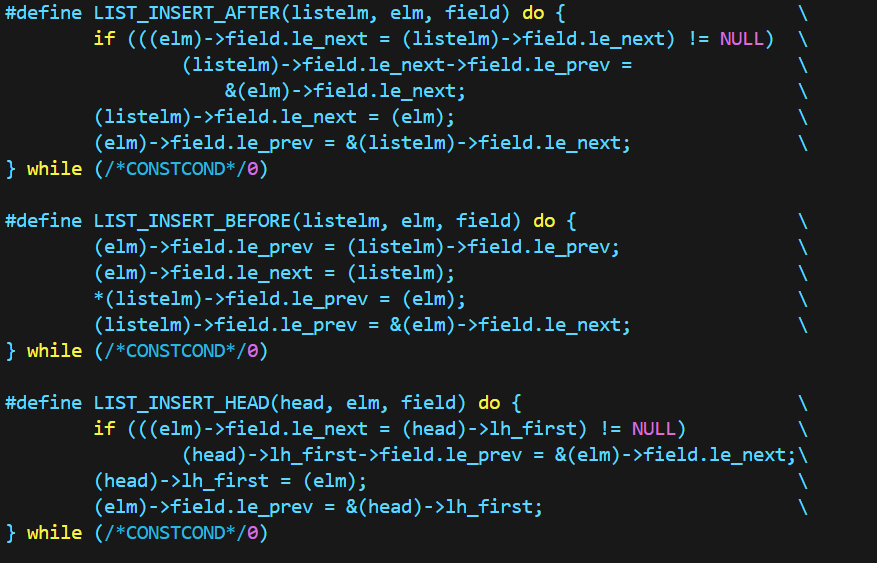 #define LIST_INSERT_AFTER(listelm, elm, field) do {                     \
        if (((elm)->field.le_next = (listelm)->field.le_next) != NULL)  \
                (listelm)->field.le_next->field.le_prev =               \
                    &(elm)->field.le_next;                              \
        (listelm)->field.le_next = (elm);                               \
        (elm)->field.le_prev = &(listelm)->field.le_next;               \
} while (/*CONSTCOND*/0)

#define LIST_INSERT_BEFORE(listelm, elm, field) do {                    \
        (elm)->field.le_prev = (listelm)->field.le_prev;                \
        (elm)->field.le_next = (listelm);                               \
        *(listelm)->field.le_prev = (elm);                              \
        (listelm)->field.le_prev = &(elm)->field.le_next;               \
} while (/*CONSTCOND*/0)

#define LIST_INSERT_HEAD(head, elm, field) do {                         \
        if (((elm)->field.le_next = (head)->lh_first) != NULL)          \
                (head)->lh_first->field.le_prev = &(elm)->field.le_next;\
        (head)->lh_first = (elm);                                       \
        (elm)->field.le_prev = &(head)->lh_first;                       \
} while (/*CONSTCOND*/0)